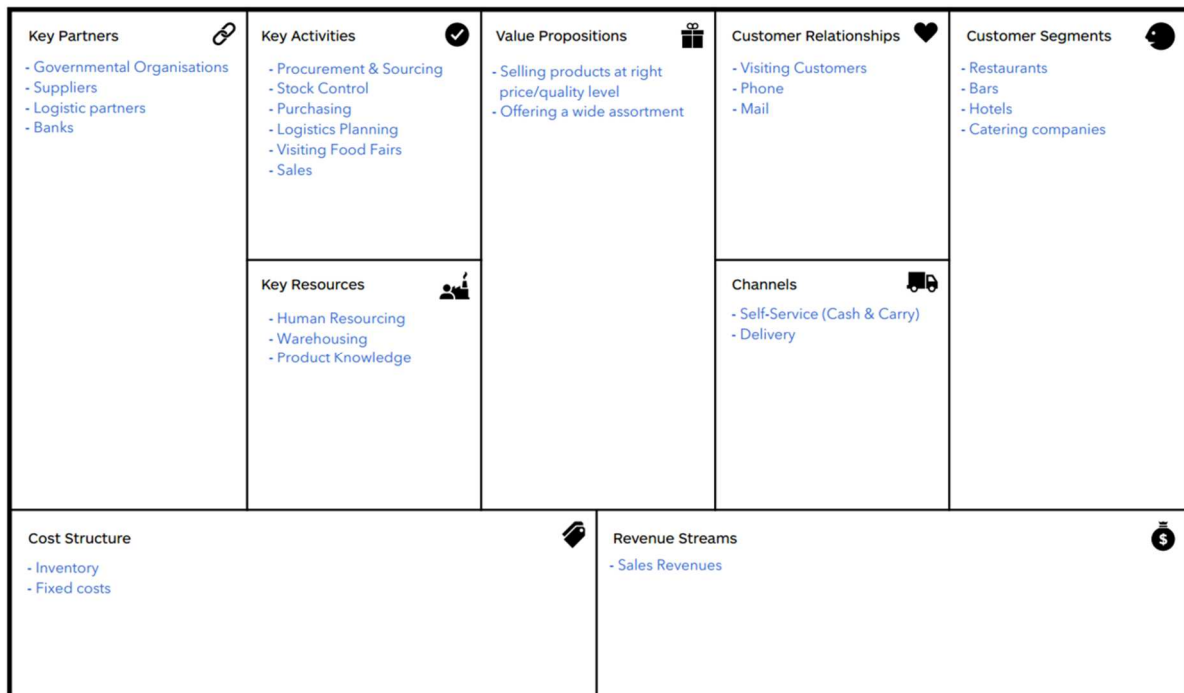 Key Partners
- Governmental Organisations
- Suppliers
- Logistic partners
- Banks
Key Activities
- Procurement & Sourcing
- Stock Control
- Purchasing
- Logistics Planning
- Visiting Food Fairs
- Sales
Key Resources
- Human Resourcing
- Warehousing
- Product Knowledge
Value Propositions
- Selling products at right
price/quality level
- Offering a wide assortment
Customer Relationships
- Visiting Customers
- Phone
- Mail
Channels
- Self-Service (Cash & Carry)
- Delivery
Customer Segments
- Restaurants
- Bars
- Hotels
- Catering companies
Cost Structure
- Inventory
- Fixed costs
Revenue Streams
$
- Sales Revenues